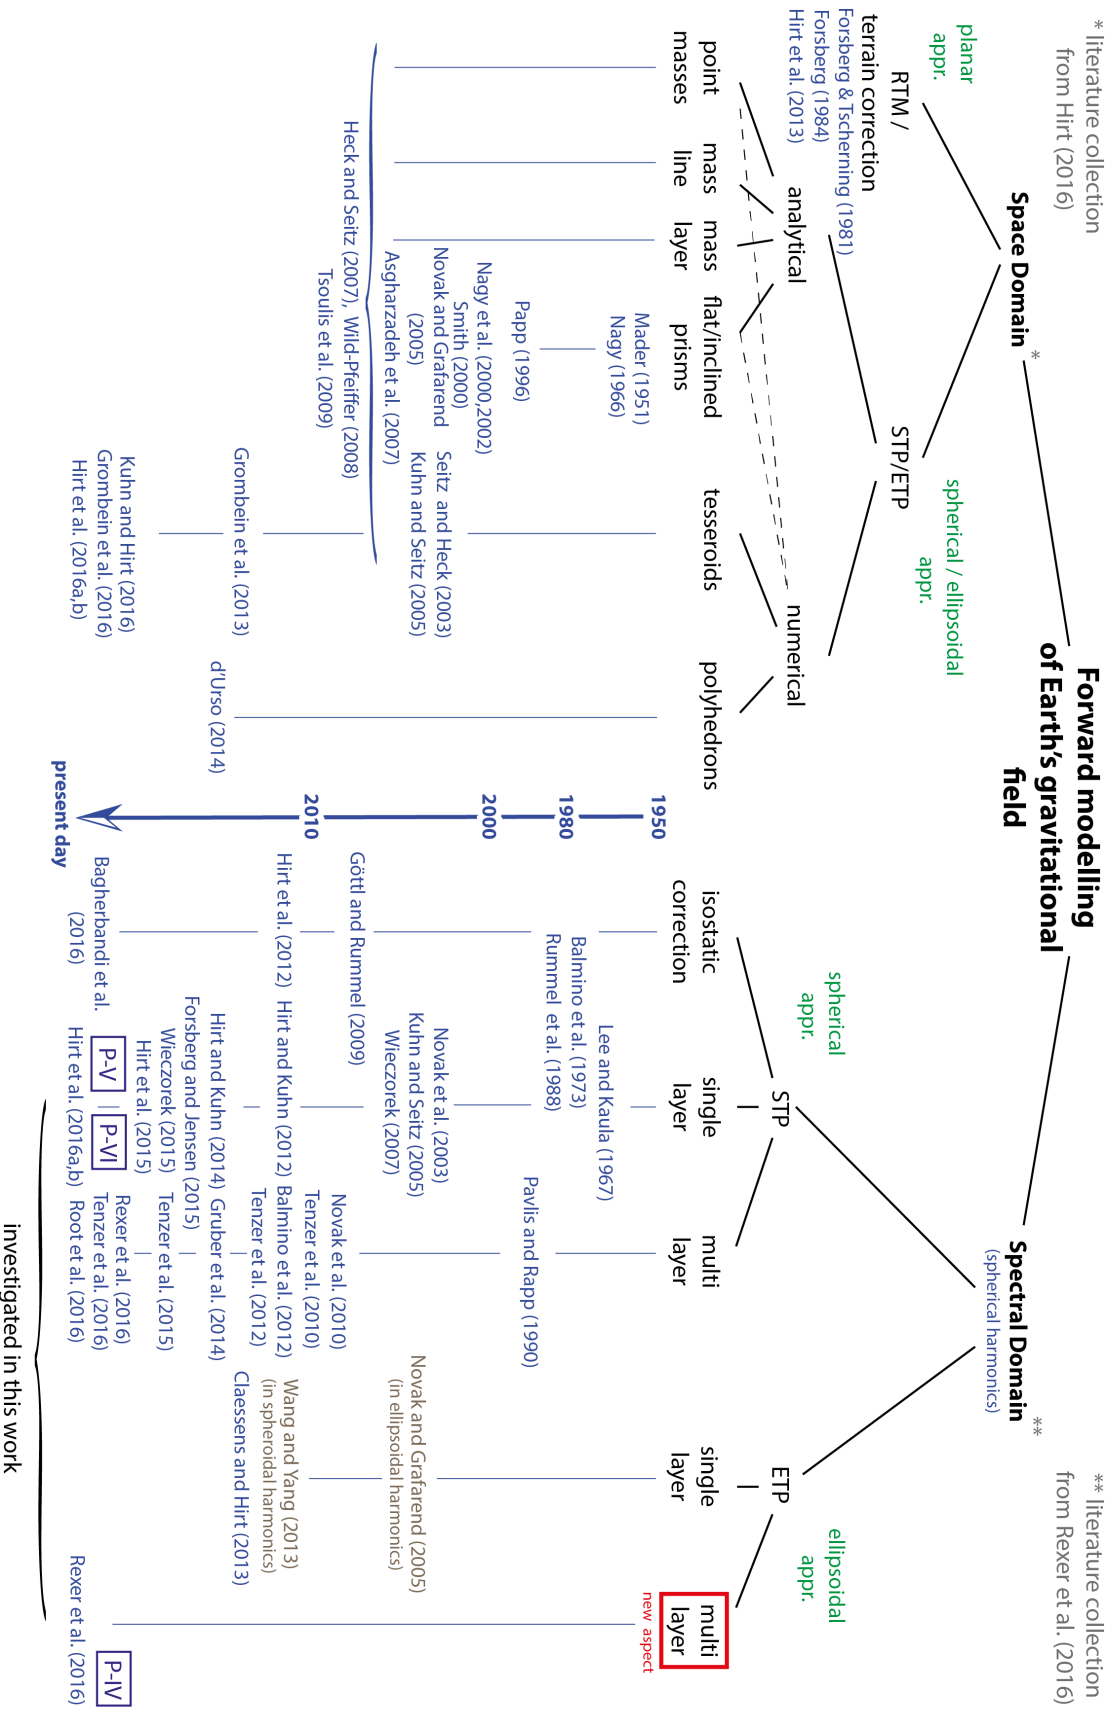 * literature collection
from Hirt (2016)
Forward modelling
of Earth's gravitational
field
** literature collection
from Rexer et al. (2016)
Space Domain *
Spectral Domain **
(spherical harmonics)
planar
appr.
RTM /
terrain correction
Forsberg & Tscherning (1981)
Forsberg (1984)
Hirt et al. (2013)
spherical / ellipsoidal
appr.
STP/ETP
analytical
numerical
point
masses
mass
line
mass
layer
flat/inclined
prisms
tesseroids
polyhedrons
Mader (1951)
Nagy (1966)
Papp (1996)
Nagy et al. (2000,2002)
Smith (2000)
Novak and Grafarend
(2005)
Asgharzadeh et al. (2007)
Seitz and Heck (2003)
Kuhn and Seitz (2005)
Heck and Seitz (2007), Wild-Pfeiffer (2008)
Tsoulis et al. (2009)
Grombein et al. (2013)
Kuhn and Hirt (2016)
Grombein et al. (2016)
Hirt et al. (2016a,b)
d'Urso (2014)
1950
1980
2000
2010
present day
spherical
appr.
STP
isostatic
correction
single
layer
multi
layer
Balmino et al. (1973)
Rummel et al. (1988)
Göttl and Rummel (2009)
Hirt et al. (2012)
Bagherbandi et al.
(2016)
Lee and Kaula (1967)
Novak et al. (2003)
Kuhn and Seitz (2005)
Wieczorek (2007)
Hirt and Kuhn (2012)
Hirt and Kuhn (2014)
Forsberg and Jensen (2015)
Wieczorek (2015)
Hirt et al. (2015)
P-V
P-VI
Hirt et al. (2016a,b)
Pavlis and Rapp (1990)
Novak et al. (2010)
Tenzer et al. (2010)
Balmino et al. (2012)
Tenzer et al. (2012)
Gruber et al. (2014)
Tenzer et al. (2015)
Rexer et al. (2016)
Tenzer et al. (2016)
Root et al. (2016)
ellipsoidal
appr.
ETP
single
layer
multi
layer
new aspect
Novak and Grafarend (2005)
(in ellipsoidal harmonics)
Wang and Yang (2013)
(in spheroidal harmonics)
Claessens and Hirt (2013)
P-IV
Rexer et al. (2016)
investigated in this work